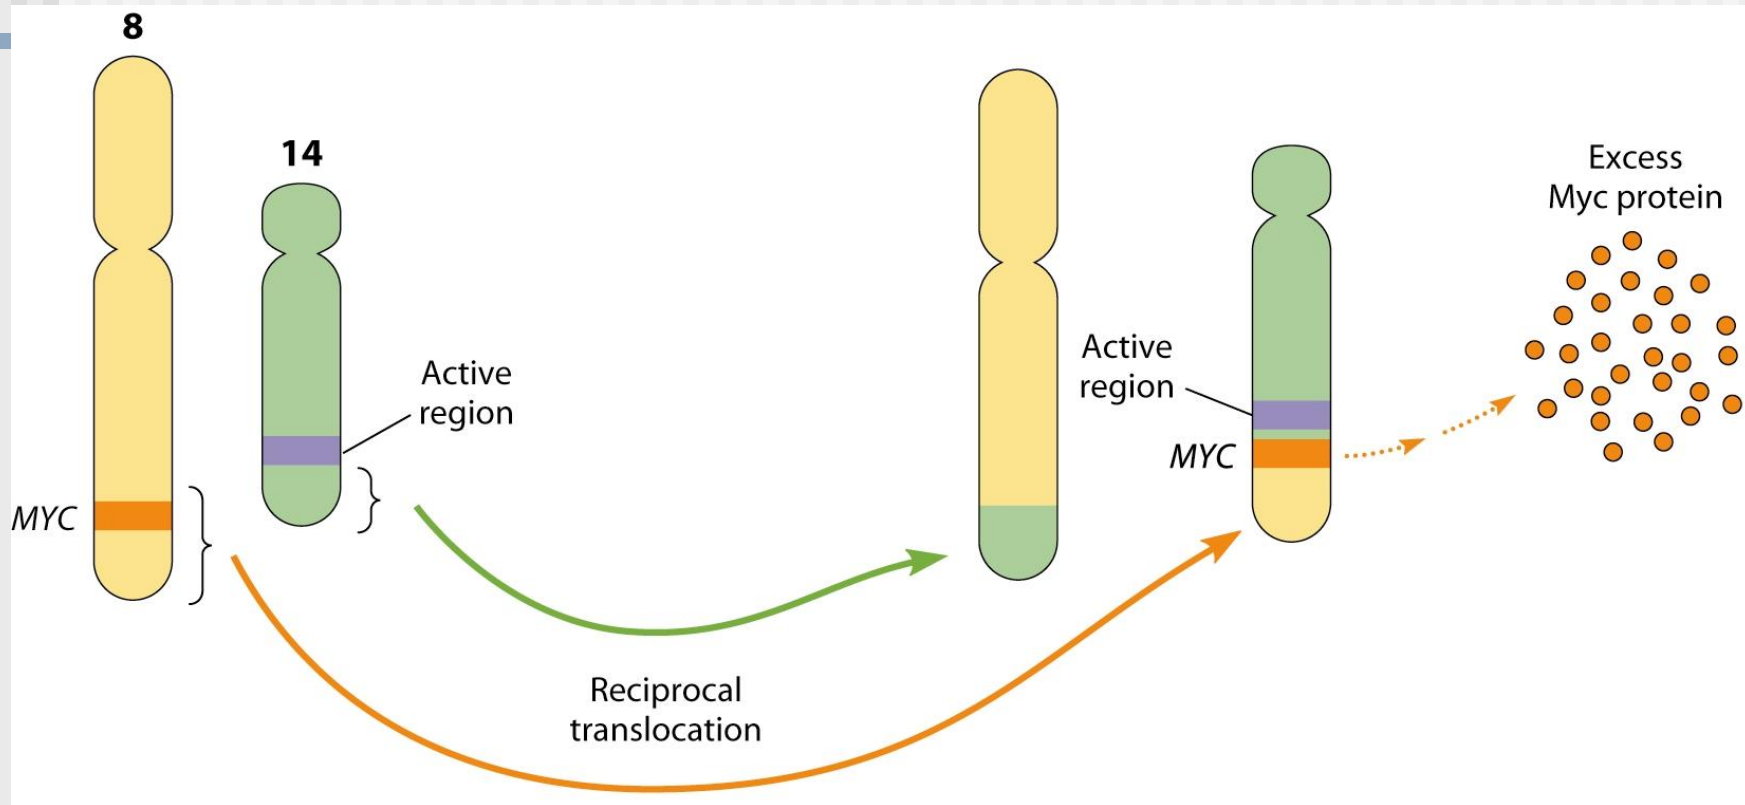 8
14
Active
region
MYC
Reciprocal
translocation
Active
region
MYC
Excess
Myc protein